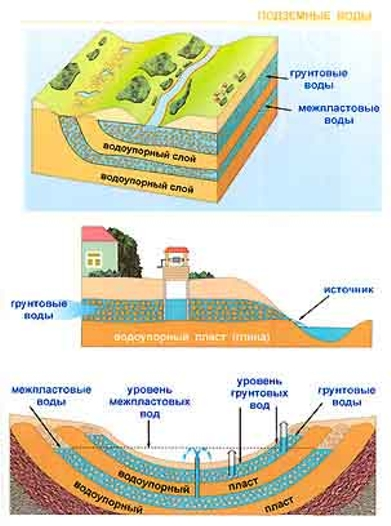 ПОДЗЕМНЫЕ ВОДЫ
грунтовые
воды
межпластовые
воды
водоупорный слой
водоупорный слой
источник
грунтовые
воды
водоупорный пласт (глина)
межпластовые
воды
уровень
межпластовых
вод
уровень
грунтовых
вод
грунтовые
воды
водоупорный пласт
водоупорный пласт